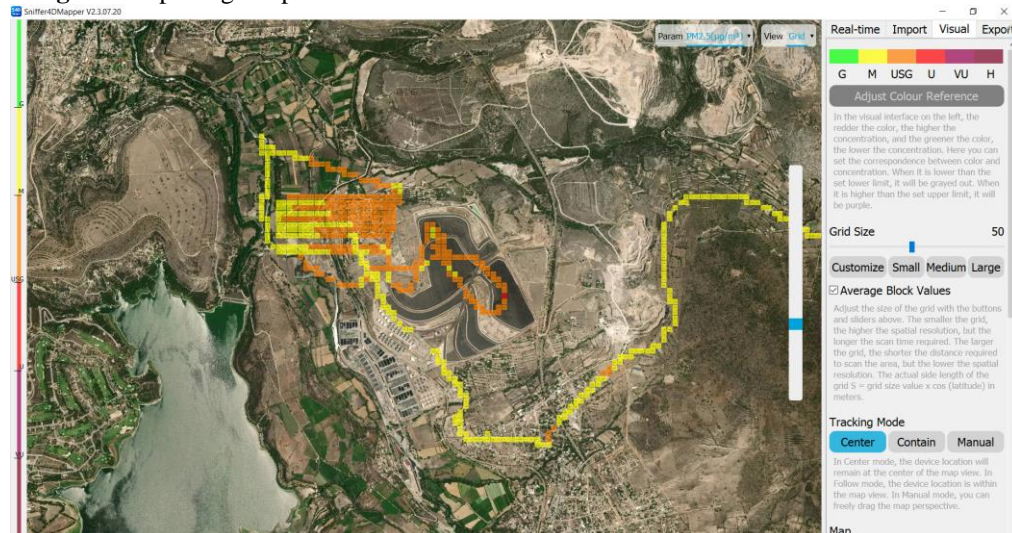 Sniffer4DMapper V2.3.07.20
Param PM2.5(μg/m³) View Grid
Real-time Import Visual Export
G M USG U VU H
Adjust Colour Reference
In the visual interface on the left, the
redder the color, the higher the
concentration, and the greener the color,
the lower the concentration. Here you can
set the correspondence between color and
concentration. When it is lower than the
set lower limit, it will be grayed out. When
it is higher than the set upper limit, it will
be purple.
Grid Size 50
Customize Small Medium Large
Average Block Values
Adjust the size of the grid with the buttons
and sliders above. The smaller the grid,
the higher the spatial resolution, but the
longer the scan time required. The larger
the grid, the shorter the distance required
to scan the area, but the lower the spatial
resolution. The actual side length of the
grid S = grid size value x cos (latitude) in
meters.
Tracking Mode
Center Contain Manual
In Center mode, the device location will
remain at the center of the map view. In
Follow mode, the device location is within
the map view. In Manual mode, you can
freely drag the map perspective.
Map
G
M
USG
U
VU